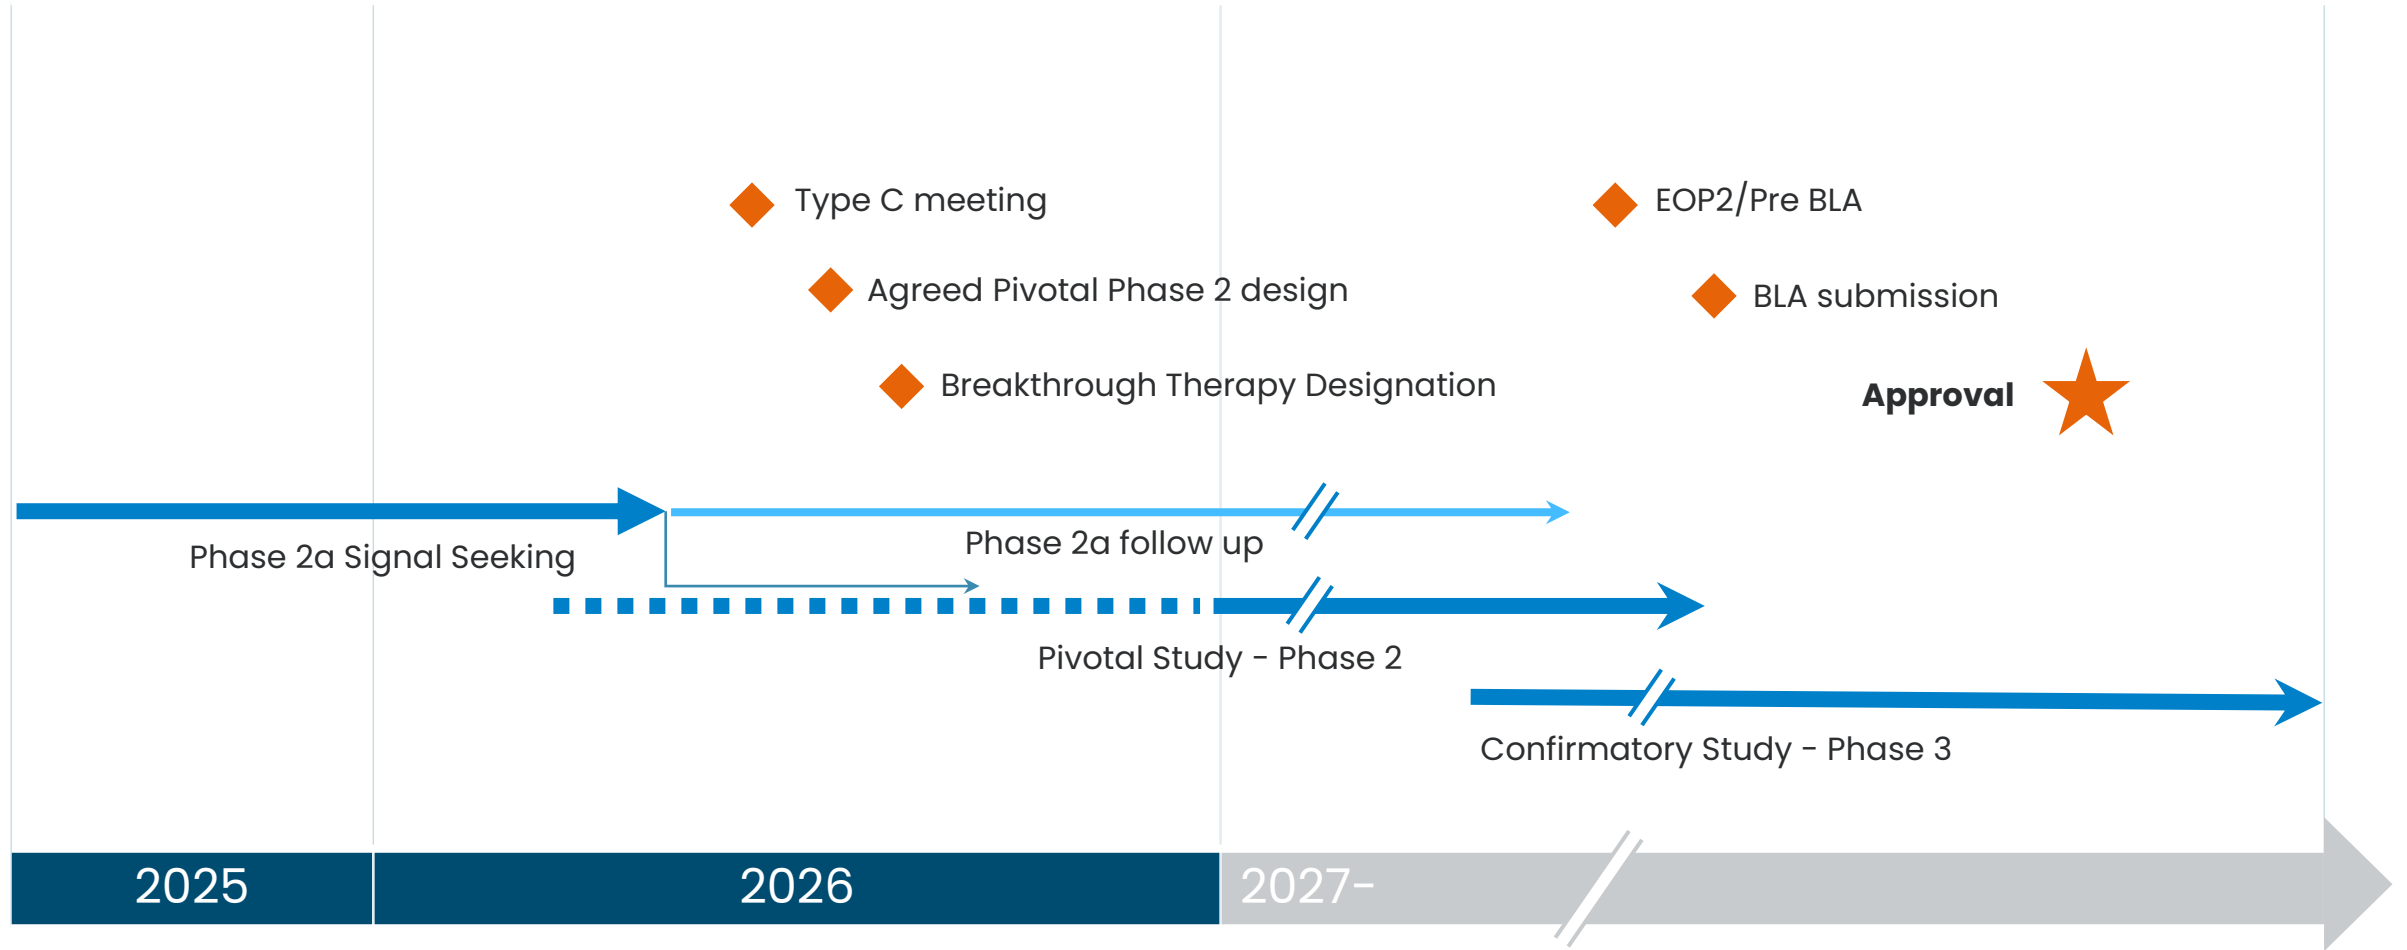 Type C meeting
EOP2/Pre BLA
Agreed Pivotal Phase 2 design
BLA submission
Breakthrough Therapy Designation
Approval
Phase 2a Signal Seeking
Phase 2a follow up
Pivotal Study - Phase 2
Confirmatory Study - Phase 3
2025
2026
2027-